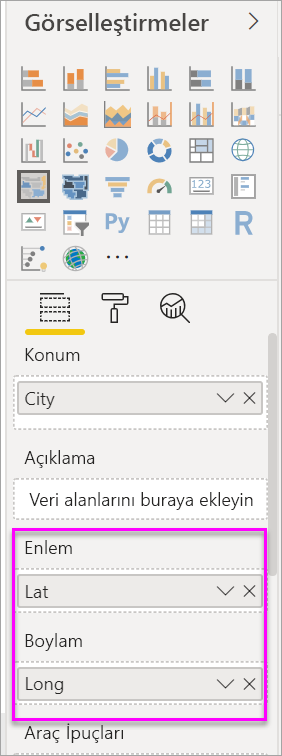 Görselleştirmeler
123
Py
R
Konum
City
Açıklama
Veri alanlarını buraya ekleyin
Enlem
Lat
Boylam
Long
Araç İpuçları